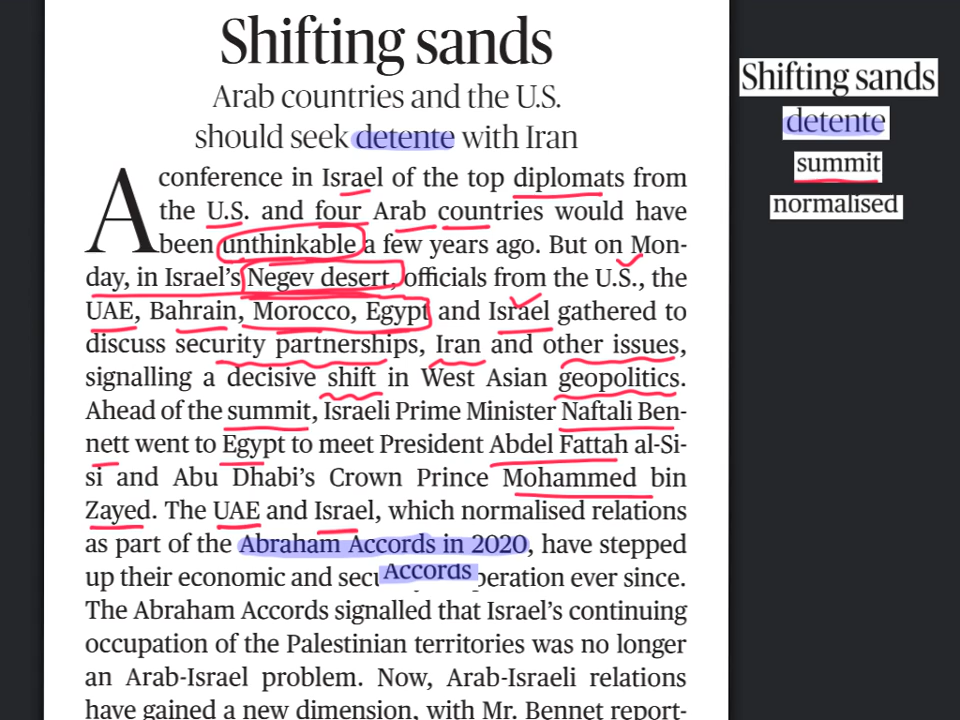 Shifting sands
Arab countries and the U.S.
should seek detente with Iran
A conference in Israel of the top diplomats from
the U.S. and four Arab countries would have
been unthinkable a few years ago. But on Mon-
day, in Israel's Negev desert, officials from the U.S., the
UAE, Bahrain, Morocco, Egypt and Israel gathered to
discuss security partnerships, Iran and other issues,
signalling a decisive shift in West Asian geopolitics.
Ahead of the summit, Israeli Prime Minister Naftali Ben-
nett went to Egypt to meet President Abdel Fattah al-Si-
si and Abu Dhabi's Crown Prince Mohammed bin
Zayed. The UAE and Israel, which normalised relations
as part of the Abraham Accords in 2020, have stepped
up their economic and secu Accords peration ever since.
The Abraham Accords signalled that Israel's continuing
occupation of the Palestinian territories was no longer
an Arab-Israel problem. Now, Arab-Israeli relations
have gained a new dimension, with Mr. Bennet report-
Shifting sands
detente
summit
normalised